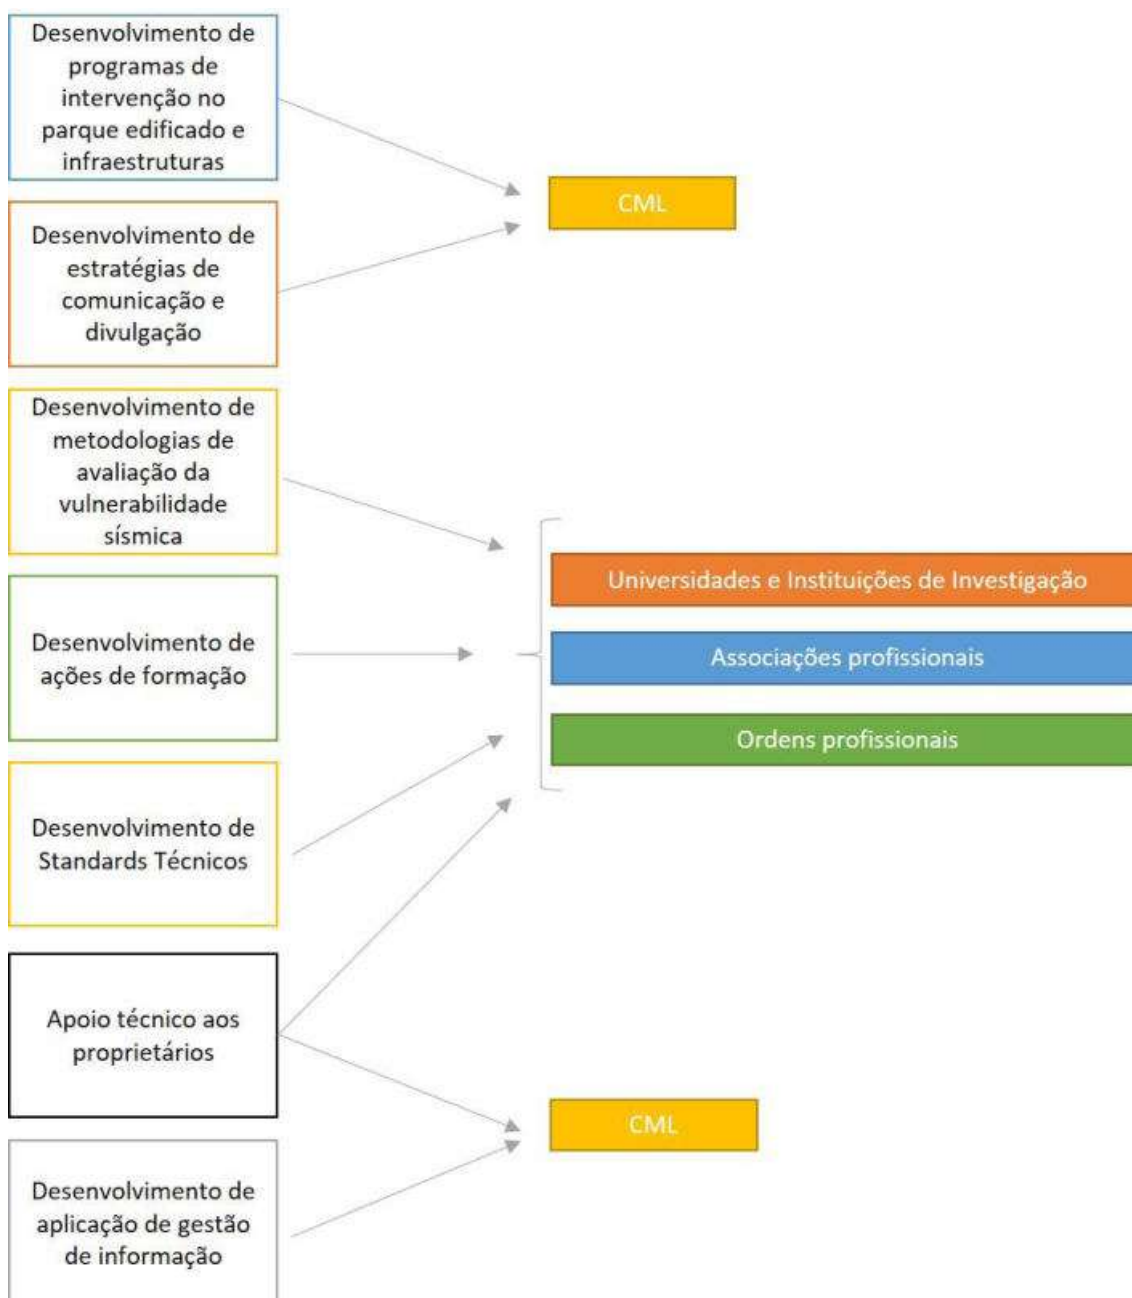 Desenvolvimento de
programas de
intervenção no
parque edificado e
infraestruturas
CML
Desenvolvimento de
estratégias de
comunicação e
divulgação
Desenvolvimento de
metodologias de
avaliação da
vulnerabilidade
sísmica
Universidades e Instituições de Investigação
Desenvolvimento de
ações de formação
Associações profissionais
Ordens profissionais
Desenvolvimento de
Standards Técnicos
Apoio técnico aos
proprietários
CML
Desenvolvimento de
aplicação de gestão
de informação